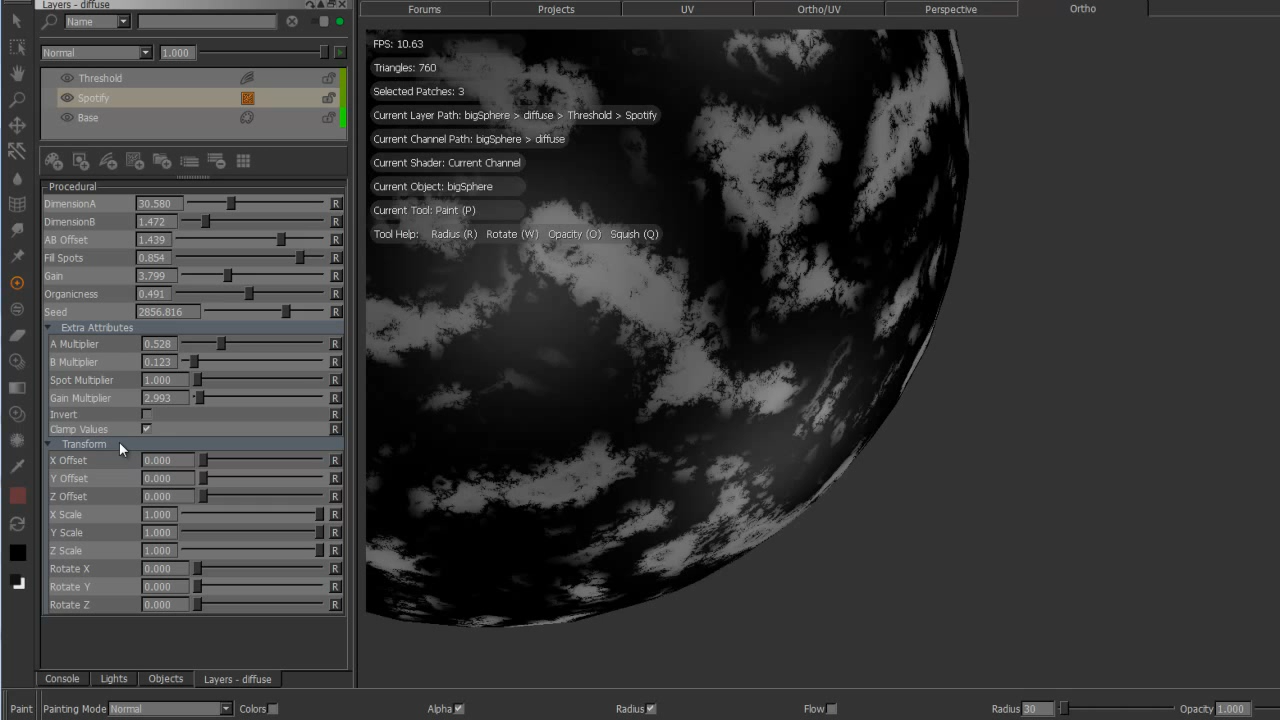 Layers - diffuse
Name
Normal 1.000
Threshold
Spotify
Base
Procedural
DimensionA 30.580 R
DimensionB 1.472 R
AB Offset 1.439 R
Fill Spots 0.854 R
Gain 3.799 R
Organicness 0.491 R
Seed 2856.816 R
Extra Attributes
A Multiplier 0.528 R
B Multiplier 0.123 R
Spot Multiplier 1.000 R
Gain Multiplier 2.993 R
Invert R
Clamp Values R
Transform
X Offset 0.000 R
Y Offset 0.000 R
Z Offset 0.000 R
X Scale 1.000 R
Y Scale 1.000 R
Z Scale 1.000 R
Rotate X 0.000 R
Rotate Y 0.000 R
Rotate Z 0.000 R
Console Lights Objects Layers - diffuse
Forums Projects UV Ortho/UV Perspective Ortho
FPS: 10.63
Triangles: 760
Selected Patches: 3
Current Layer Path: bigSphere > diffuse > Threshold > Spotify
Current Channel Path: bigSphere > diffuse
Current Shader: Current Channel
Current Object: bigSphere
Current Tool: Paint (P)
Tool Help: Radius (R) Rotate (W) Opacity (O) Squish (Q)
Paint Painting Mode Normal Colors Alpha Radius Flow Radius 30 Opacity 1.000